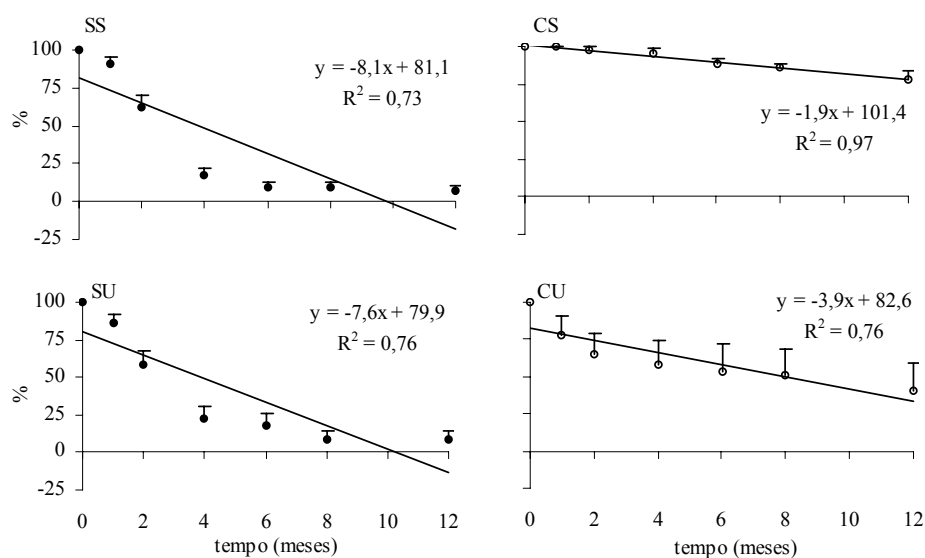 SS
100
75
50
25
0
-25
%
y = -8,1x + 81,1
R² = 0,73
CS
y = -1,9x + 101,4
R² = 0,97
SU
100
75
50
25
0
-25
%
y = -7,6x + 79,9
R² = 0,76
0 2 4 6 8 10 12
tempo (meses)
CU
y = -3,9x + 82,6
R² = 0,76
0 2 4 6 8 10 12
tempo (meses)